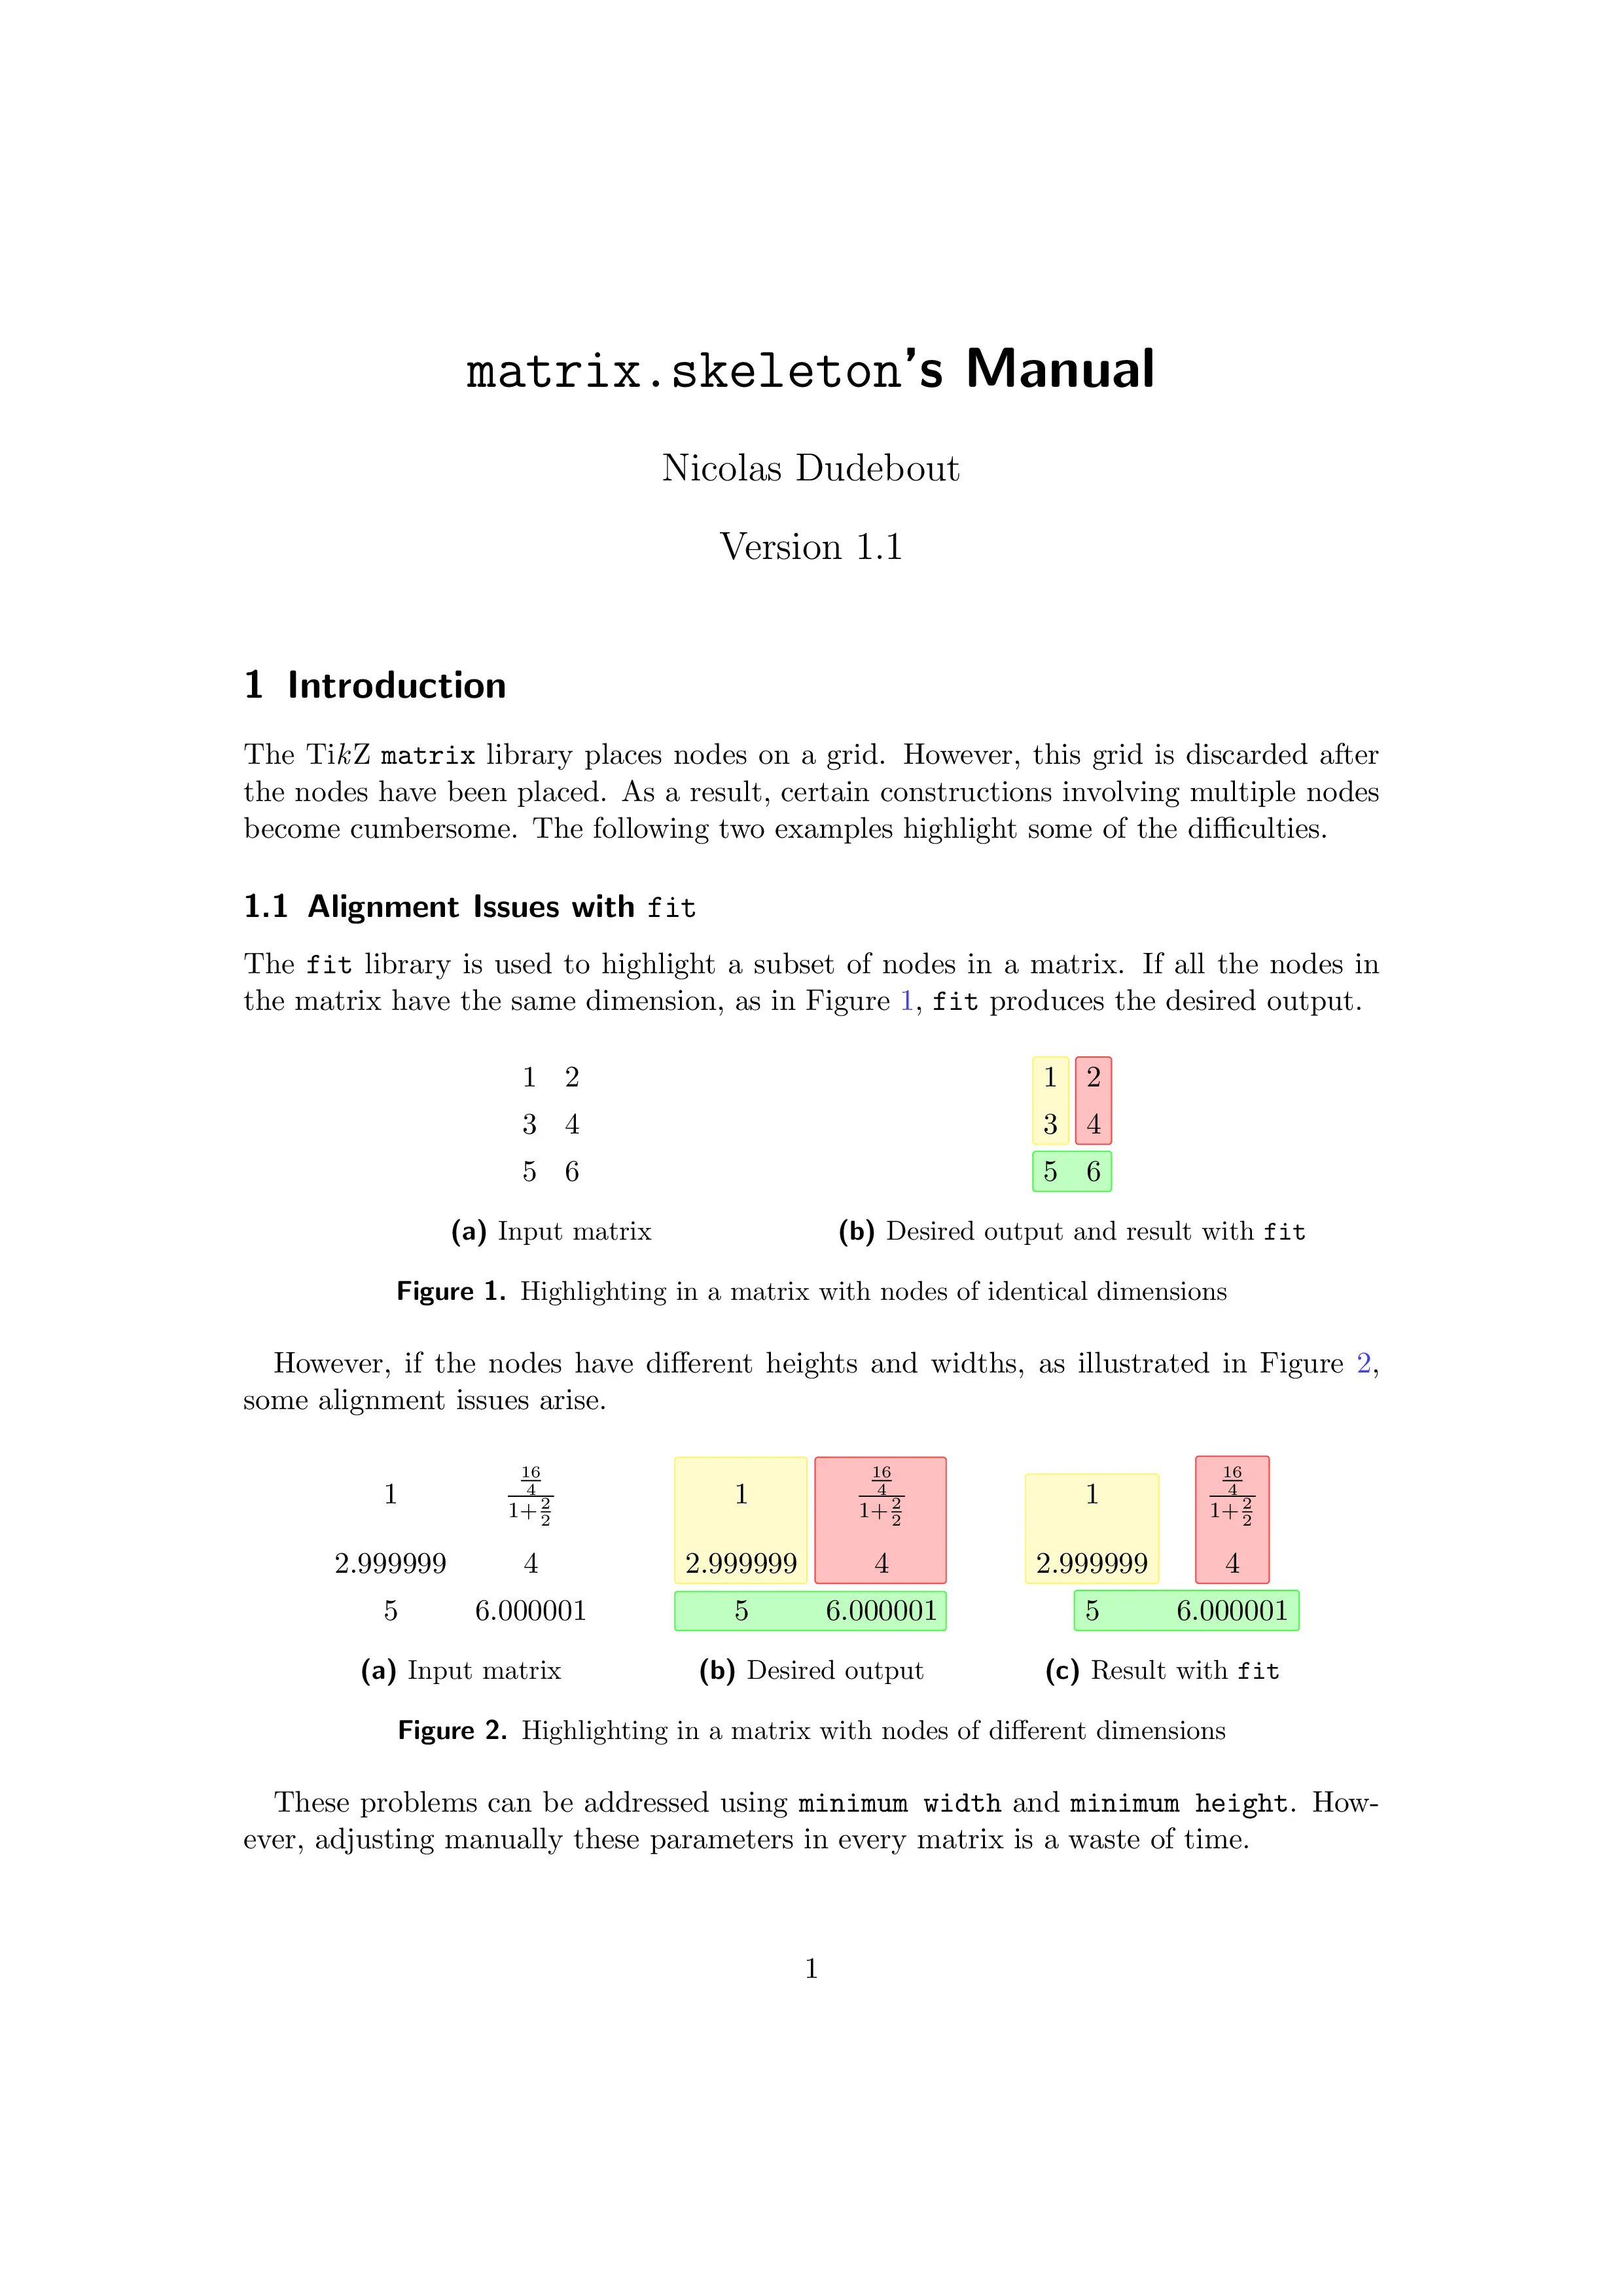 matrix.skeleton’s Manual
Nicolas Dudebout
Version 1.1
1 Introduction
The TikZ matrix library places nodes on a grid. However, this grid is discarded after
the nodes have been placed. As a result, certain constructions involving multiple nodes
become cumbersome. The following two examples highlight some of the difficulties.
1.1 Alignment Issues with fit
The fit library is used to highlight a subset of nodes in a matrix. If all the nodes in
the matrix have the same dimension, as in Figure 1, fit produces the desired output.
1 2 1 2
3 4 3 4
5 6 5 6
(a) Input matrix (b) Desired output and result with fit
Figure 1. Highlighting in a matrix with nodes of identical dimensions
However, if the nodes have different heights and widths, as illustrated in Figure 2,
some alignment issues arise.
16 16 16
4 4 4
1 1 1
1+2/2 1+2/2 1+2/2
2.999999 4 2.999999 4 2.999999 4
5 6.000001 5 6.000001 5 6.000001
(a) Input matrix (b) Desired output (c) Result with fit
Figure 2. Highlighting in a matrix with nodes of different dimensions
These problems can be addressed using minimum width and minimum height. How-
ever, adjusting manually these parameters in every matrix is a waste of time.
1